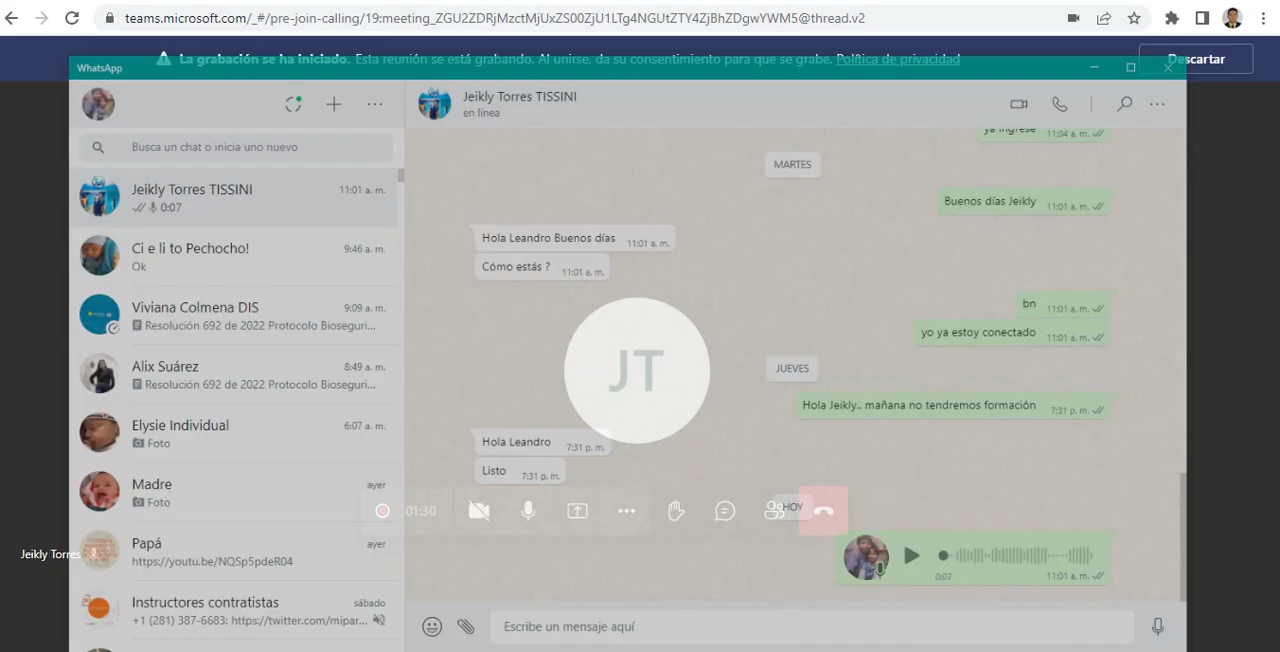 teams.microsoft.com/_#/pre-join-calling/19:meeting_ZGU2ZDRjMzctMjUxZS00ZjU1LTg4NGUtZTY4ZjBhZDgwYWM5@thread.v2
La grabación se ha iniciado. Esta reunión se está grabando. Al unirse, da su consentimiento para que se grabe. Política de privacidad
Descartar
WhatsApp
Jeikly Torres TISSINI
en línea
Busca un chat o inicia uno nuevo
Jeikly Torres TISSINI 11:01 a. m.
0:07
Ci e li to Pechocho! 9:46 a. m.
Ok
Viviana Colmena DIS 9:09 a. m.
Resolución 692 de 2022 Protocolo Bioseguri...
Alix Suárez 8:49 a. m.
Resolución 692 de 2022 Protocolo Bioseguri...
Elysie Individual 6:07 a. m.
Foto
Madre ayer
Foto
Papá ayer
https://youtu.be/NQSp5pdeR04
Instructores contratistas sábado
+1 (281) 387-6683: https://twitter.com/mipar...
Jeikly Torres
ya ingrese 11:04 a. m.
MARTES
Buenos días Jeikly 11:01 a. m.
Hola Leandro Buenos días 11:01 a. m.
Cómo estás ? 11:01 a. m.
bn 11:01 a. m.
yo ya estoy conectado 11:01 a. m.
JT
JUEVES
Hola Jeikly.. mañana no tendremos formación 7:31 p. m.
Hola Leandro 7:31 p. m.
Listo 7:31 p. m.
01:30
HOY
0:07 11:01 a. m.
Escribe un mensaje aquí